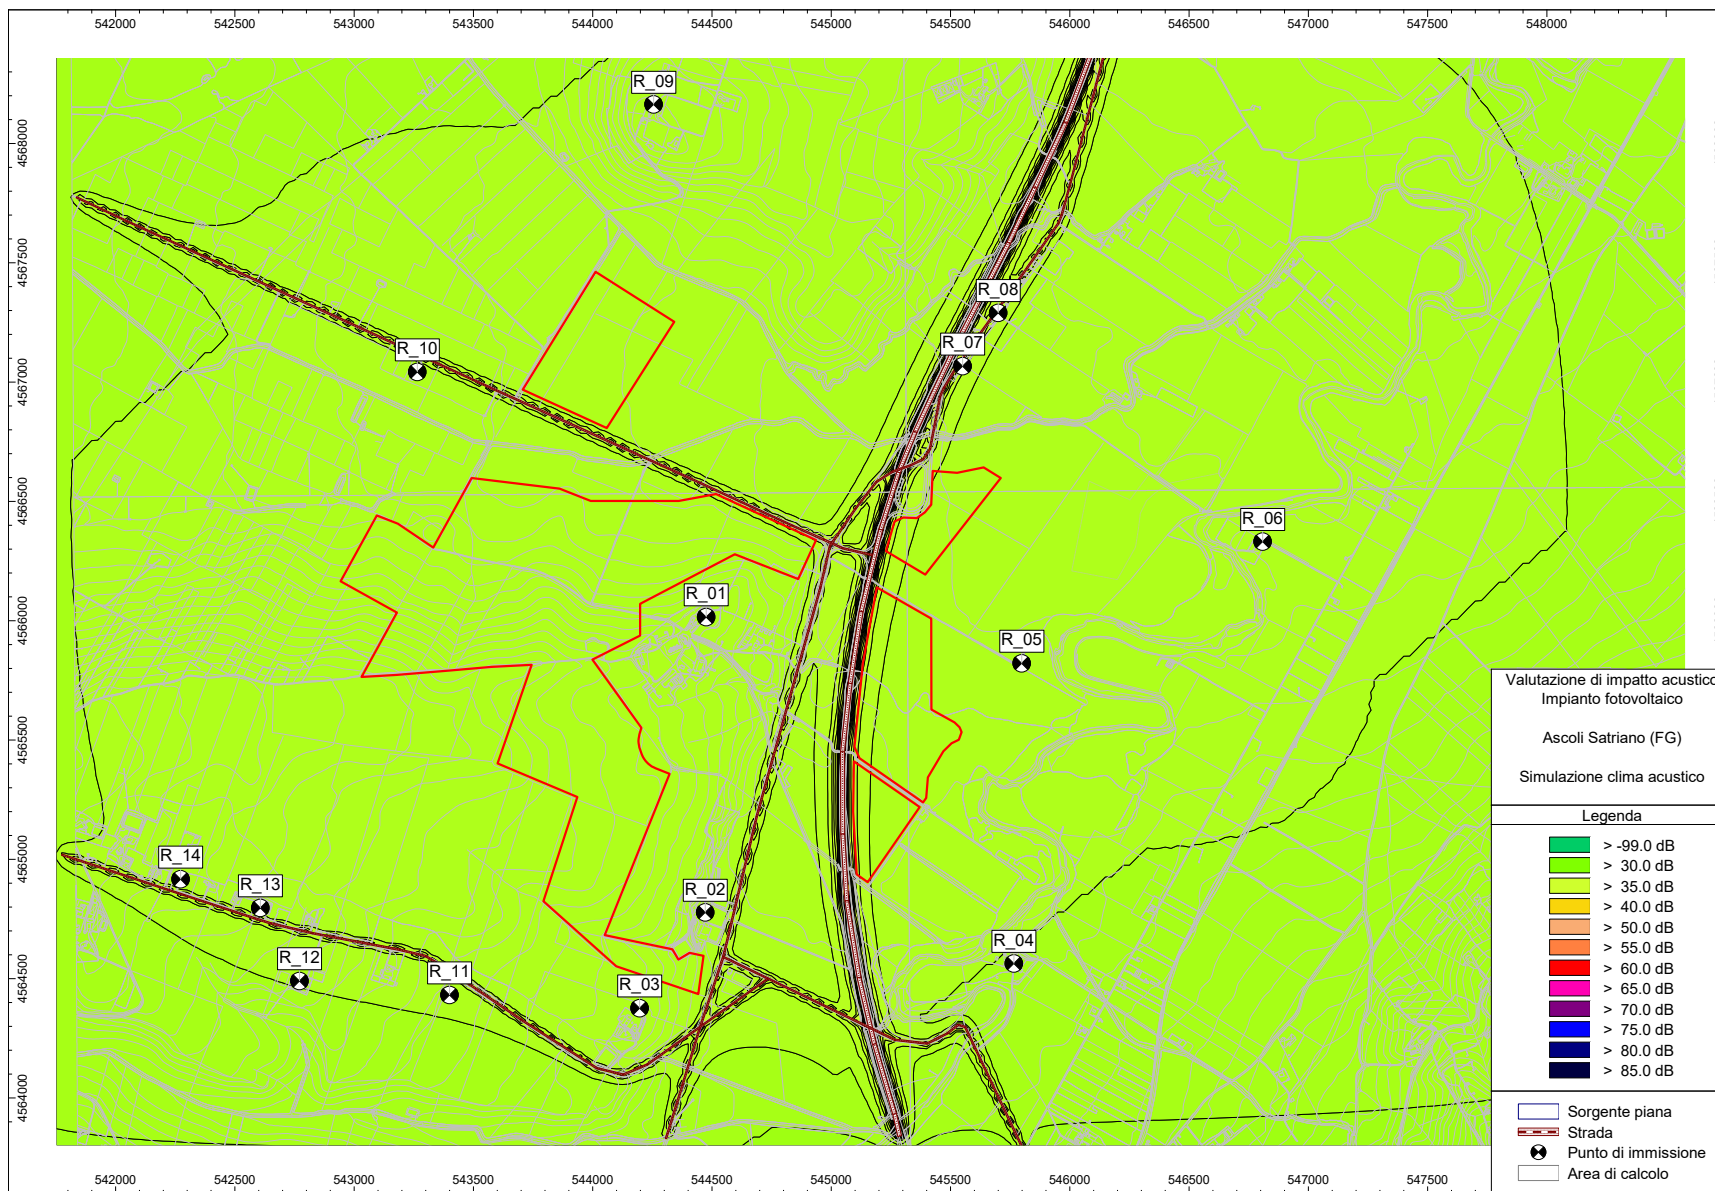 542000 542500 543000 543500 544000 544500 545000 545500 546000 546500 547000 547500 548000
4568000
4567500
4567000
4566500
4566000
4565500
4565000
4564500
4564000
R_09
R_08
R_07
R_10
R_06
R_01
R_05
R_14
R_13
R_02
R_04
R_12
R_11
R_03
Valutazione di impatto acustico
Impianto fotovoltaico
Ascoli Satriano (FG)
Simulazione clima acustico
Legenda
> -99.0 dB
> 30.0 dB
> 35.0 dB
> 40.0 dB
> 50.0 dB
> 55.0 dB
> 60.0 dB
> 65.0 dB
> 70.0 dB
> 75.0 dB
> 80.0 dB
> 85.0 dB
Sorgente piana
Strada
Punto di immissione
Area di calcolo
542000 542500 543000 543500 544000 544500 545000 545500 546000 546500 547000 547500